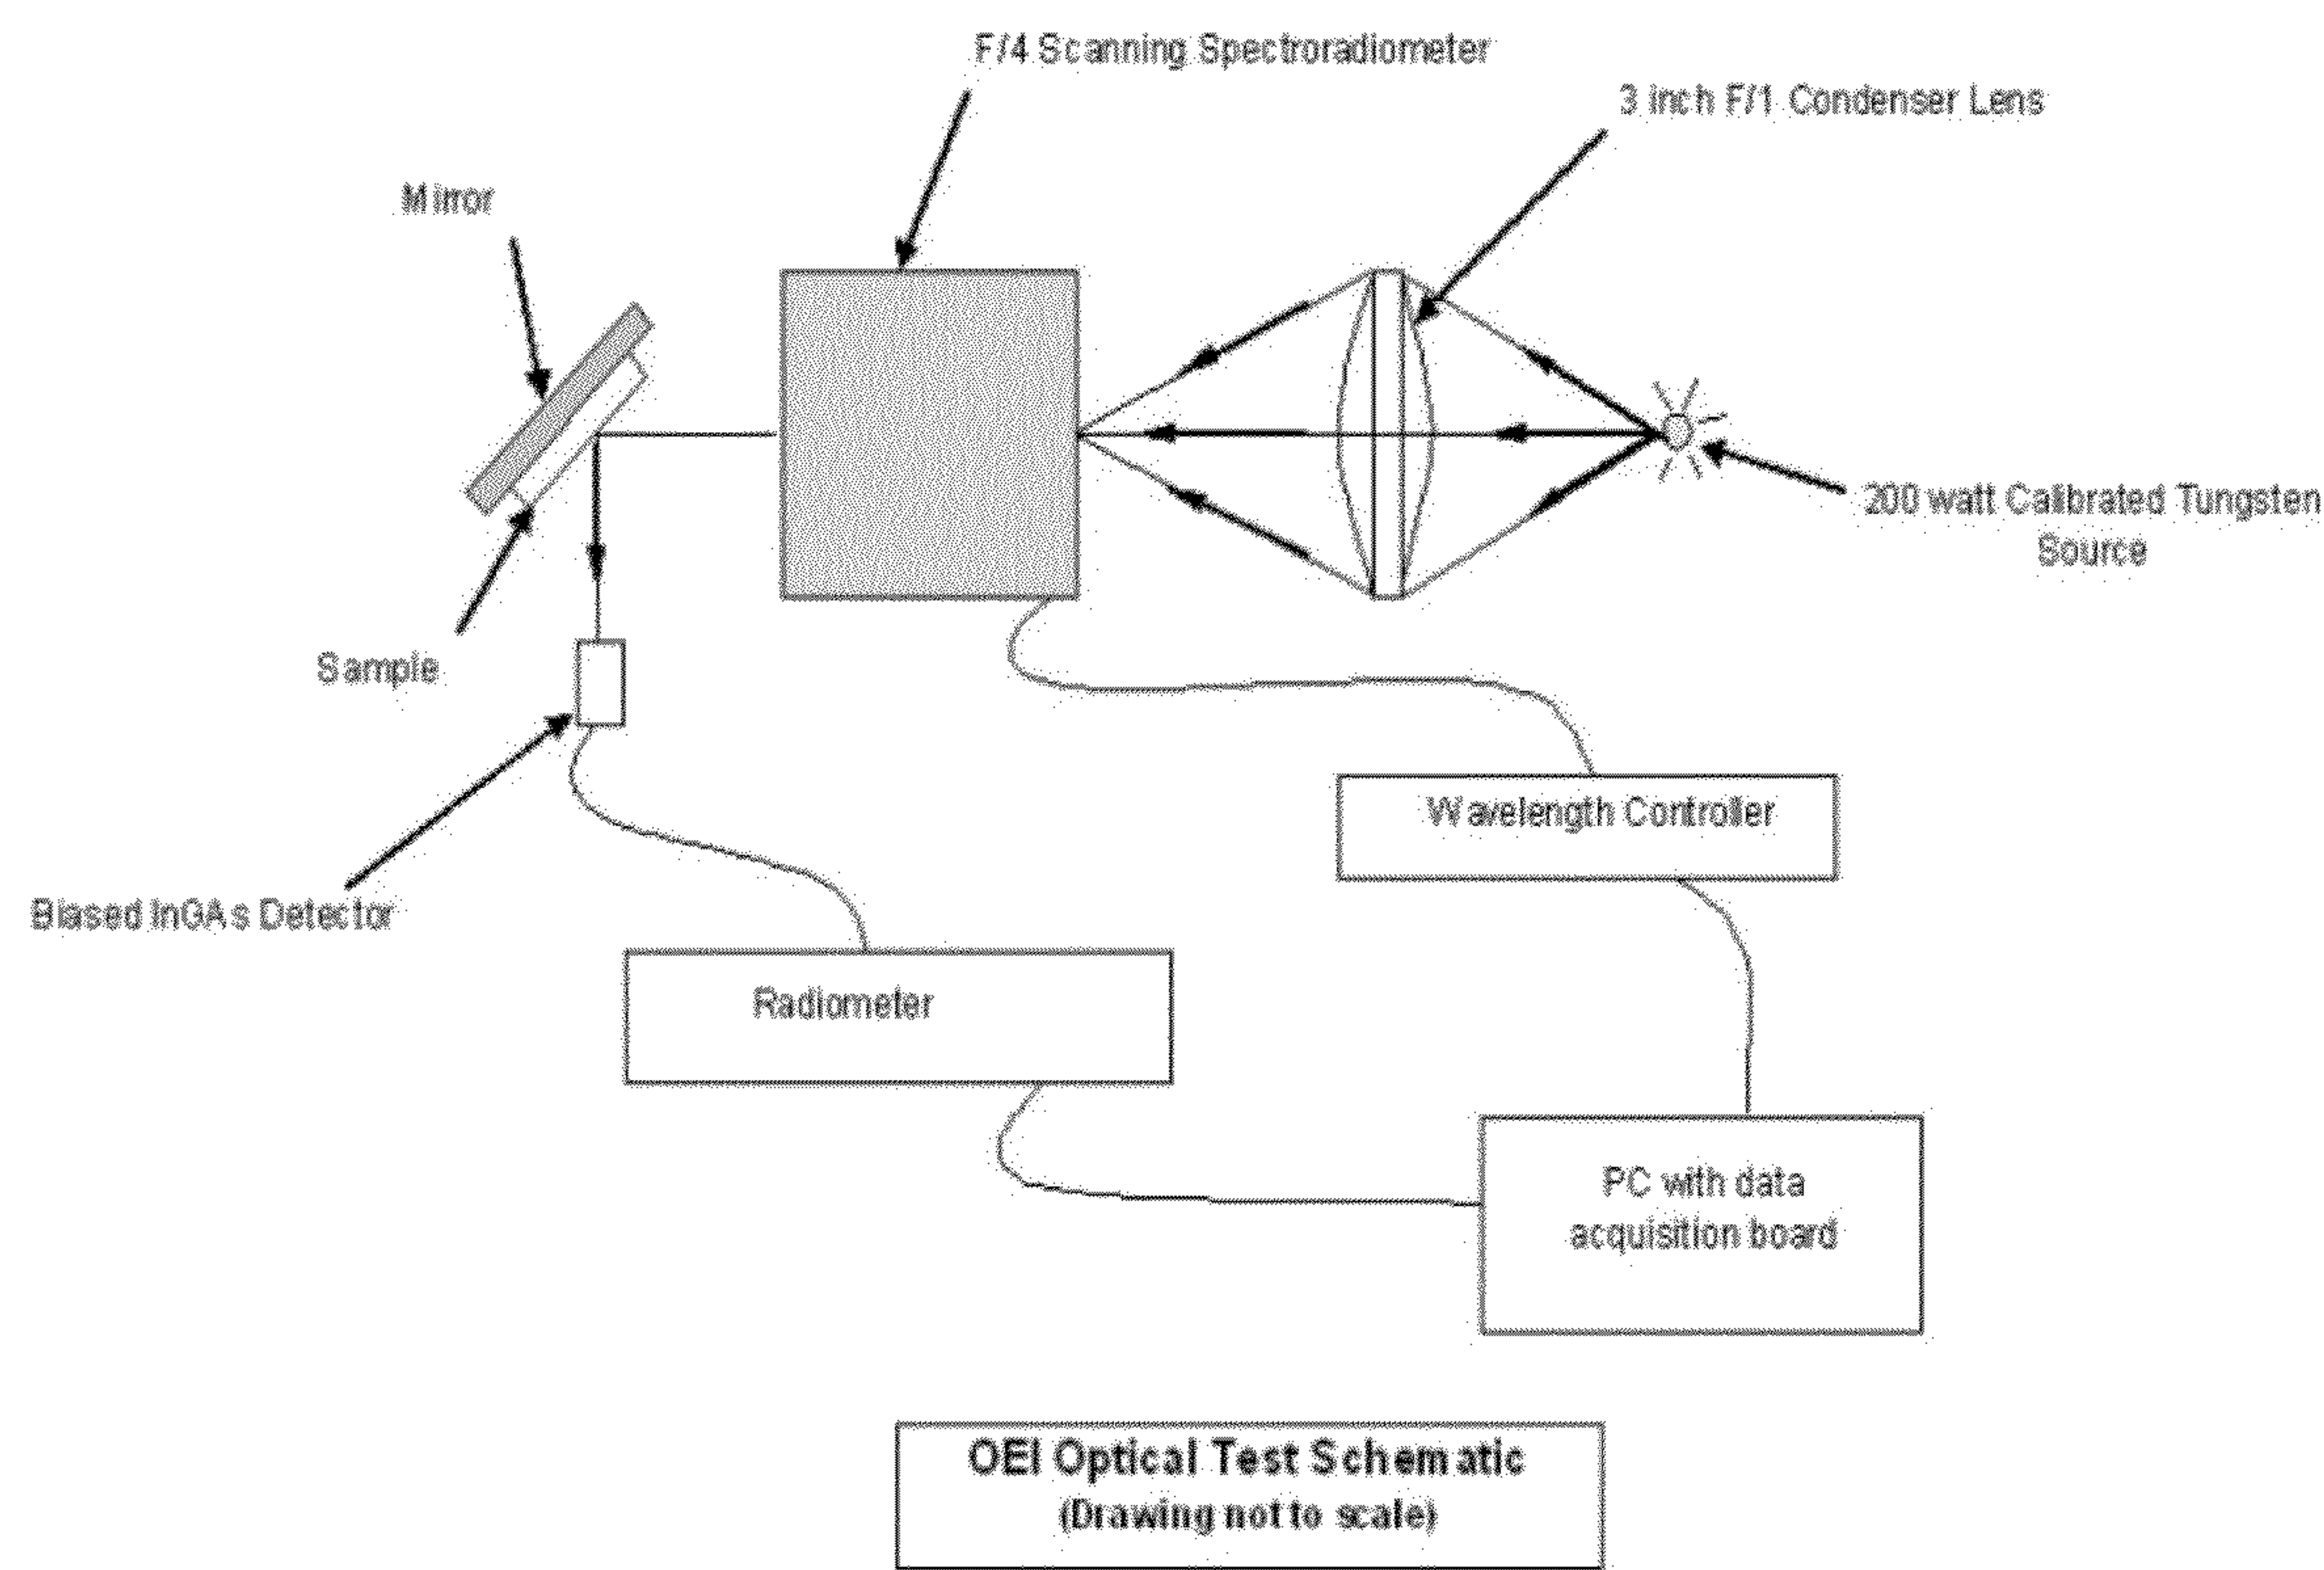 F/4 Scanning Spectroradiometer
3 inch F/1 Condenser Lens
Mirror
200 watt Calibrated Tungsten
Source
Sample
Wavelength Controller
Biased InGAs Detector
Radiometer
PC with data
acquisition board
OEI Optical Test Schematic
(Drawing not to scale)